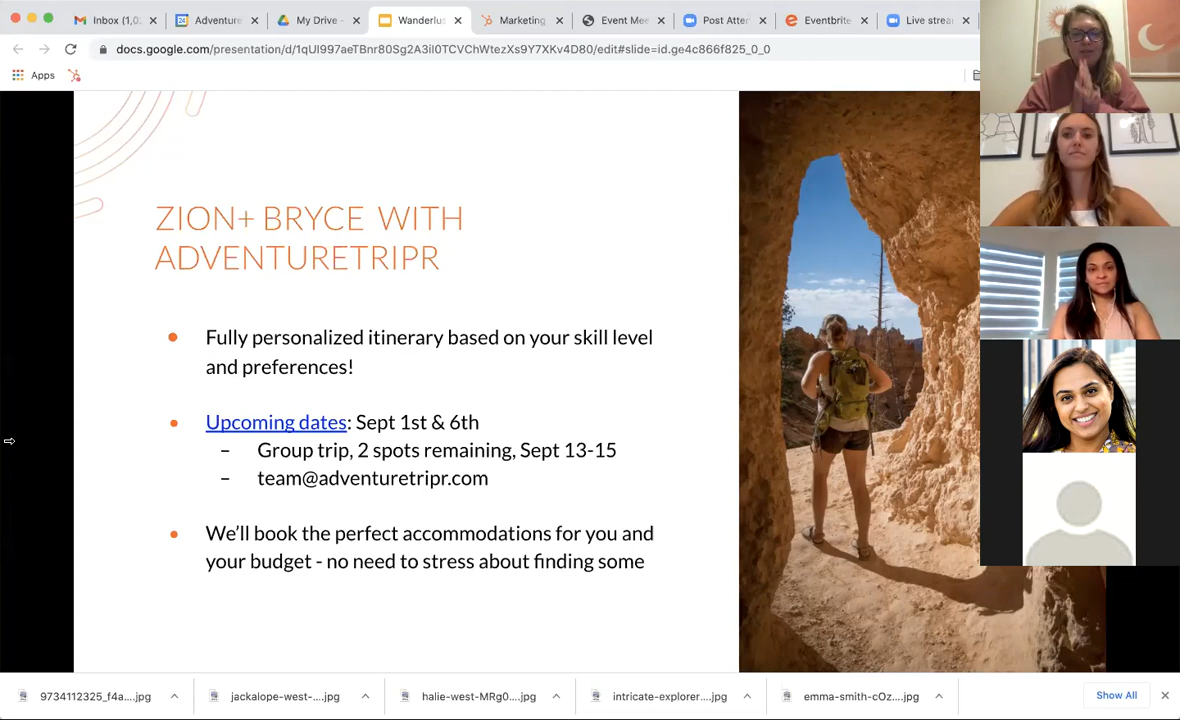 Inbox (1,0
Adventure
My Drive -
Wanderlus
Marketing
Event Mee
Post Atter
Eventbrite
Live strea
docs.google.com/presentation/d/1qUI997aeTBnr80Sg2A3il0TCVChWtezXs9Y7XKv4D80/edit#slide=id.ge4c866f825_0_0
Apps
ZION+ BRYCE WITH
ADVENTURETRIPR
Fully personalized itinerary based on your skill level
and preferences!
Upcoming dates: Sept 1st & 6th
– Group trip, 2 spots remaining, Sept 13-15
– team@adventuretripr.com
We'll book the perfect accommodations for you and
your budget - no need to stress about finding some
9734112325_f4a....jpg
jackalope-west-....jpg
halie-west-MRg0....jpg
intricate-explorer....jpg
emma-smith-cOz....jpg
Show All